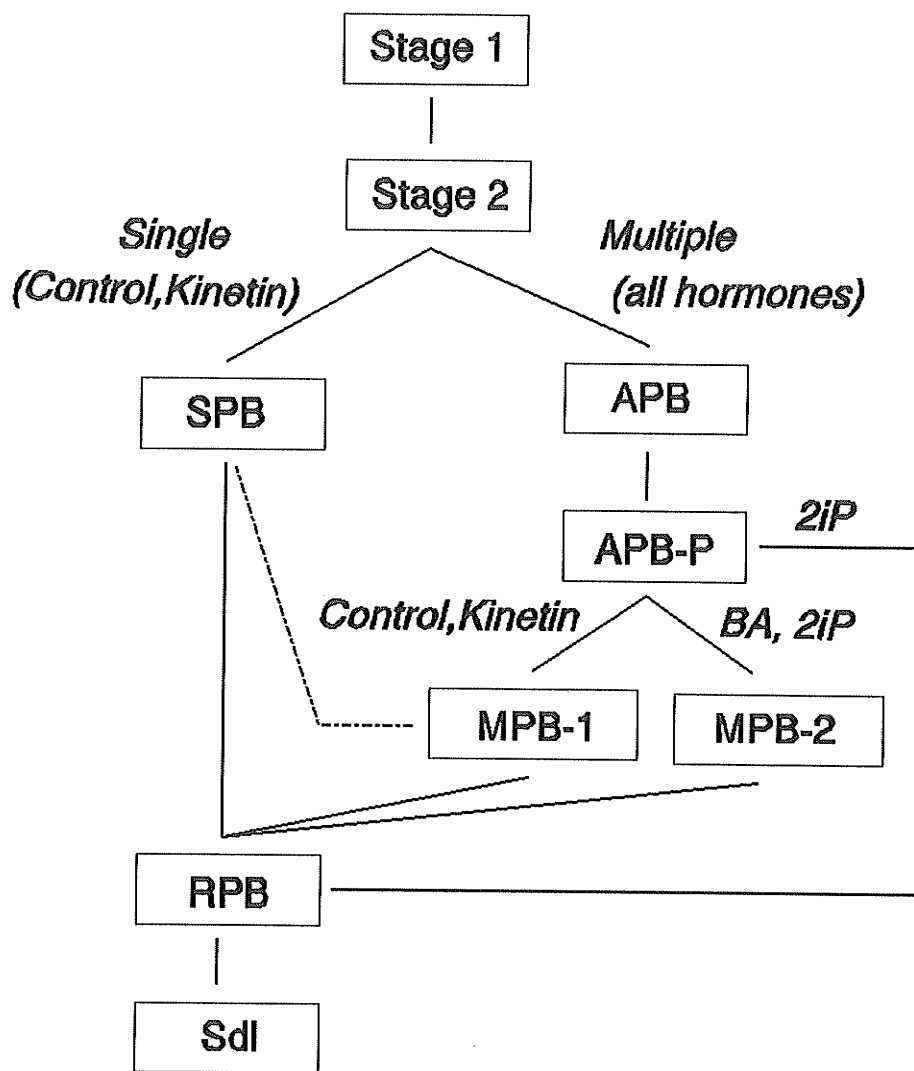 Stage 1
Stage 2
Single
(Control,Kinetin)
Multiple
(all hormones)
SPB
APB
APB-P
2iP
Control,Kinetin
BA, 2iP
MPB-1
MPB-2
RPB
Sdl